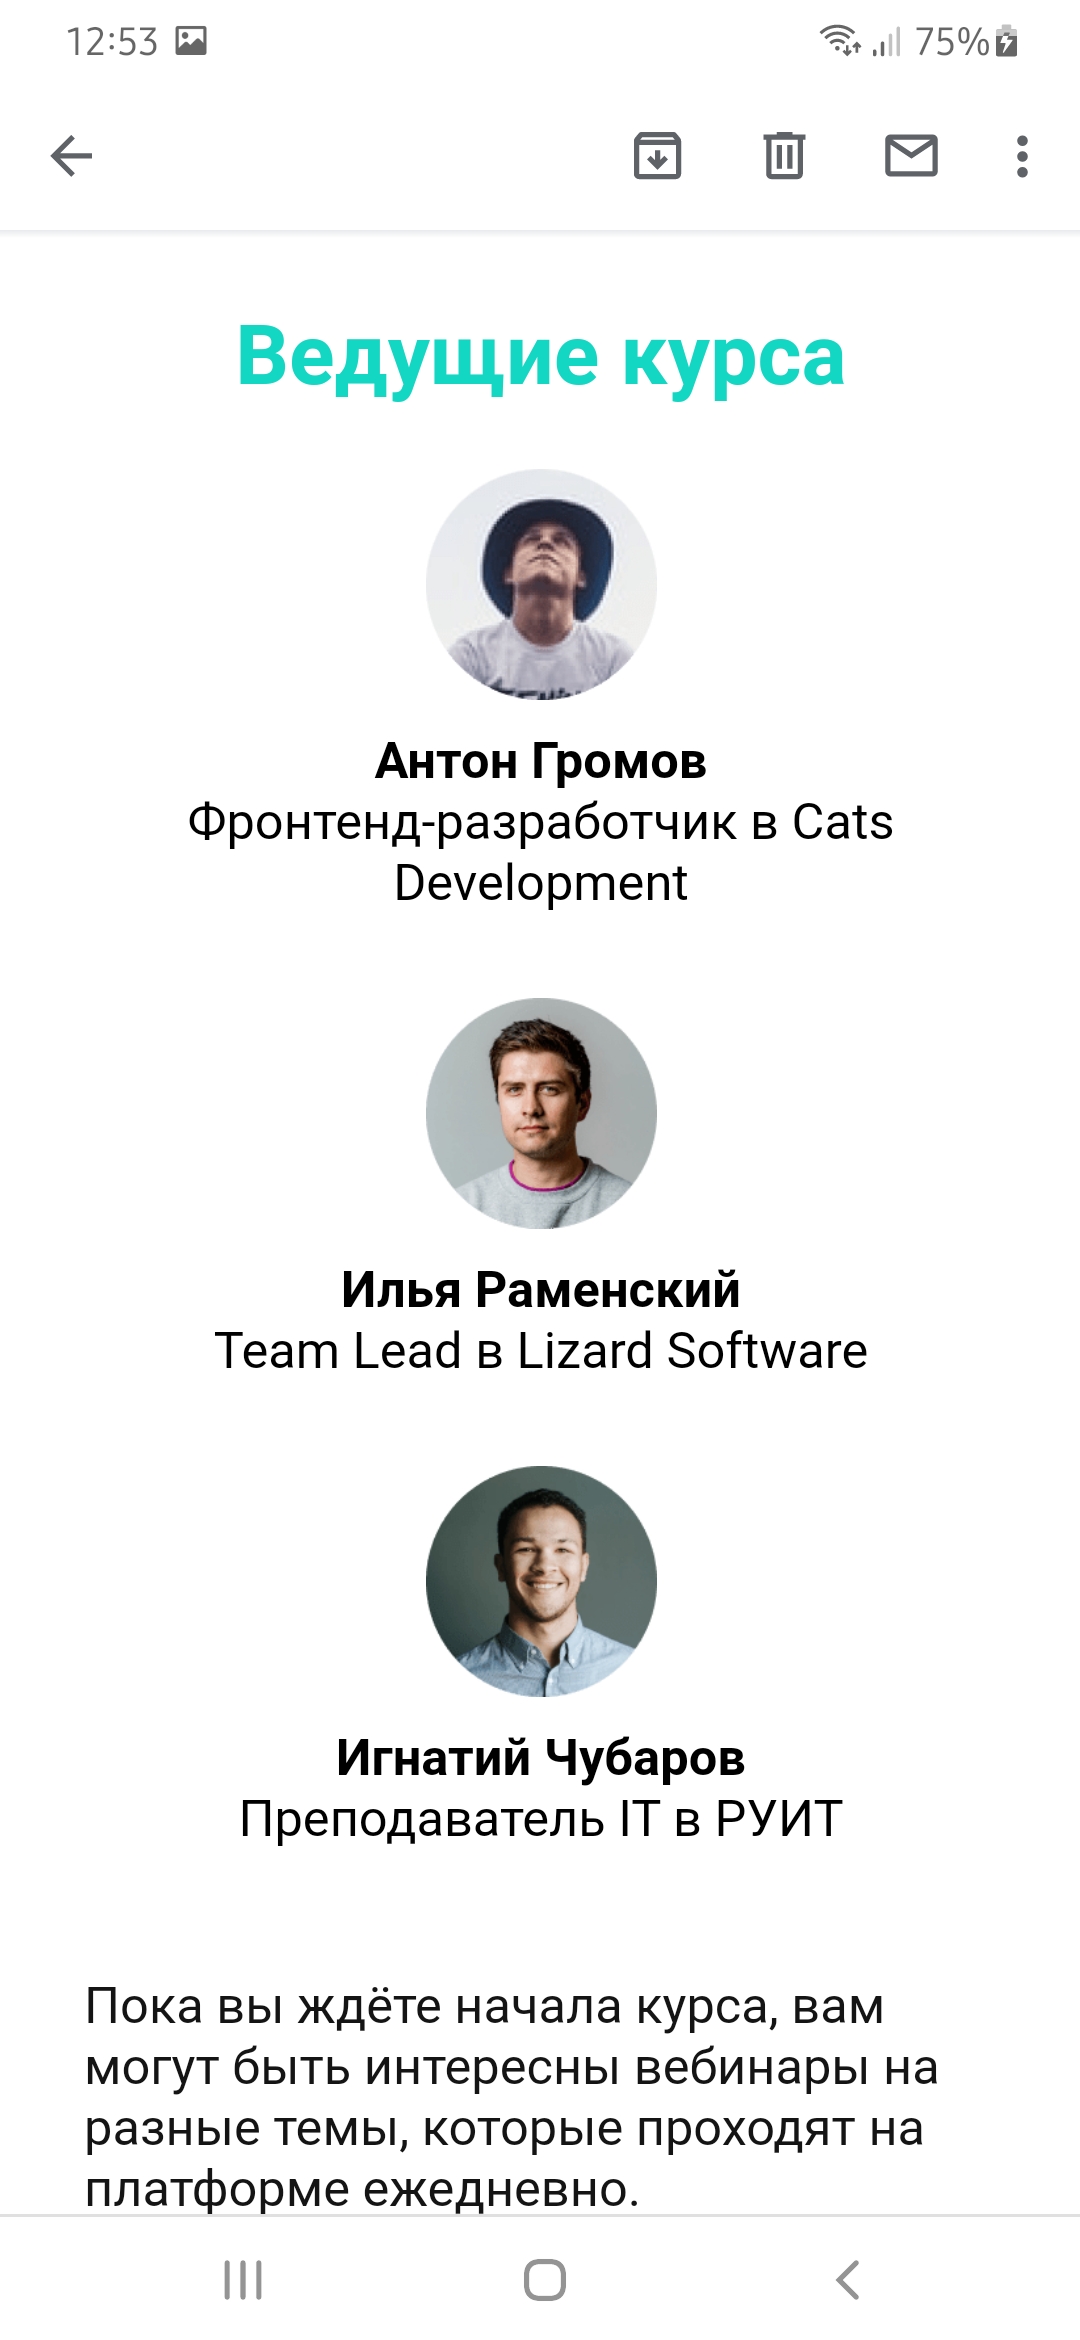 12:53
75%
Ведущие курса
Антон Громов
Фронтенд-разработчик в Cats
Development
Илья Раменский
Team Lead в Lizard Software
Игнатий Чубаров
Преподаватель IT в РУИТ
Пока вы ждёте начала курса, вам
могут быть интересны вебинары на
разные темы, которые проходят на
платформе ежедневно.